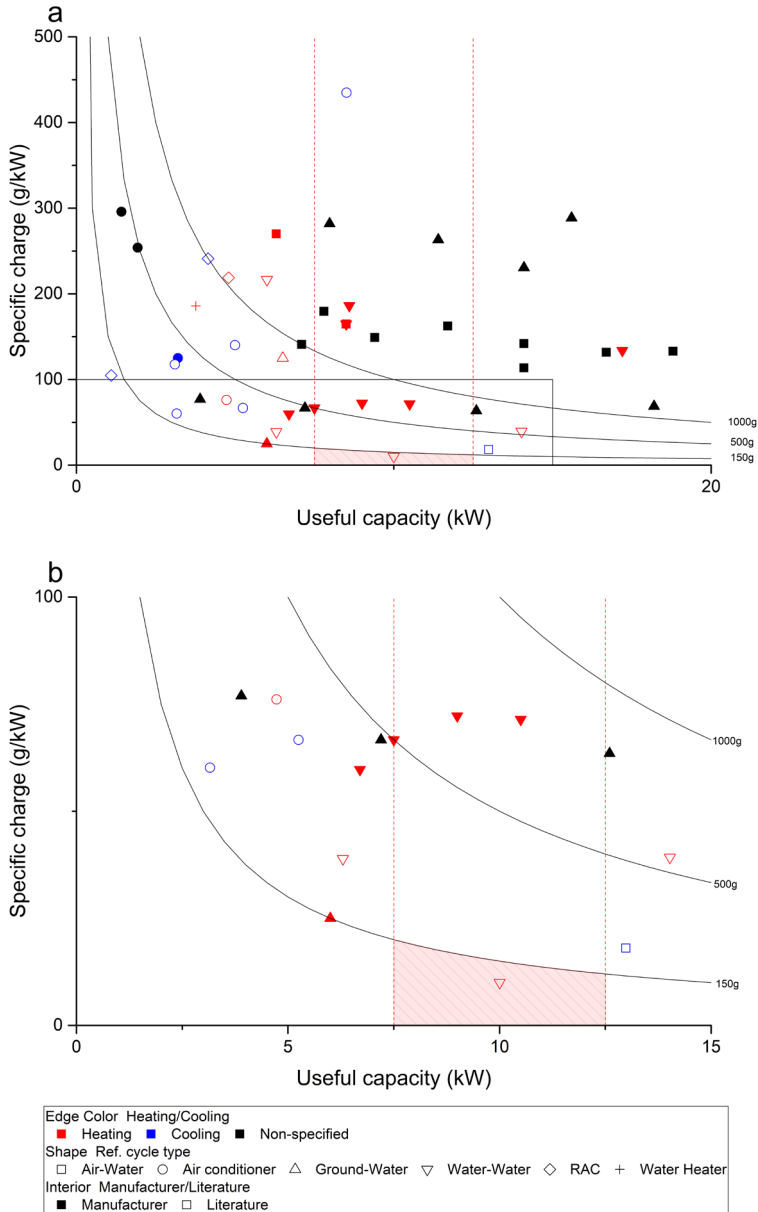 a
500
400
300
200
100
0
Specific charge (g/kW)
1000g
500g
150g
0
20
Useful capacity (kW)
b
100
0
Specific charge (g/kW)
1000g
500g
150g
0
5
10
15
Useful capacity (kW)
Edge Color Heating/Cooling
Heating Cooling Non-specified
Shape Ref. cycle type
Air-Water Air conditioner Ground-Water Water-Water RAC Water Heater
Interior Manufacturer/Literature
Manufacturer Literature